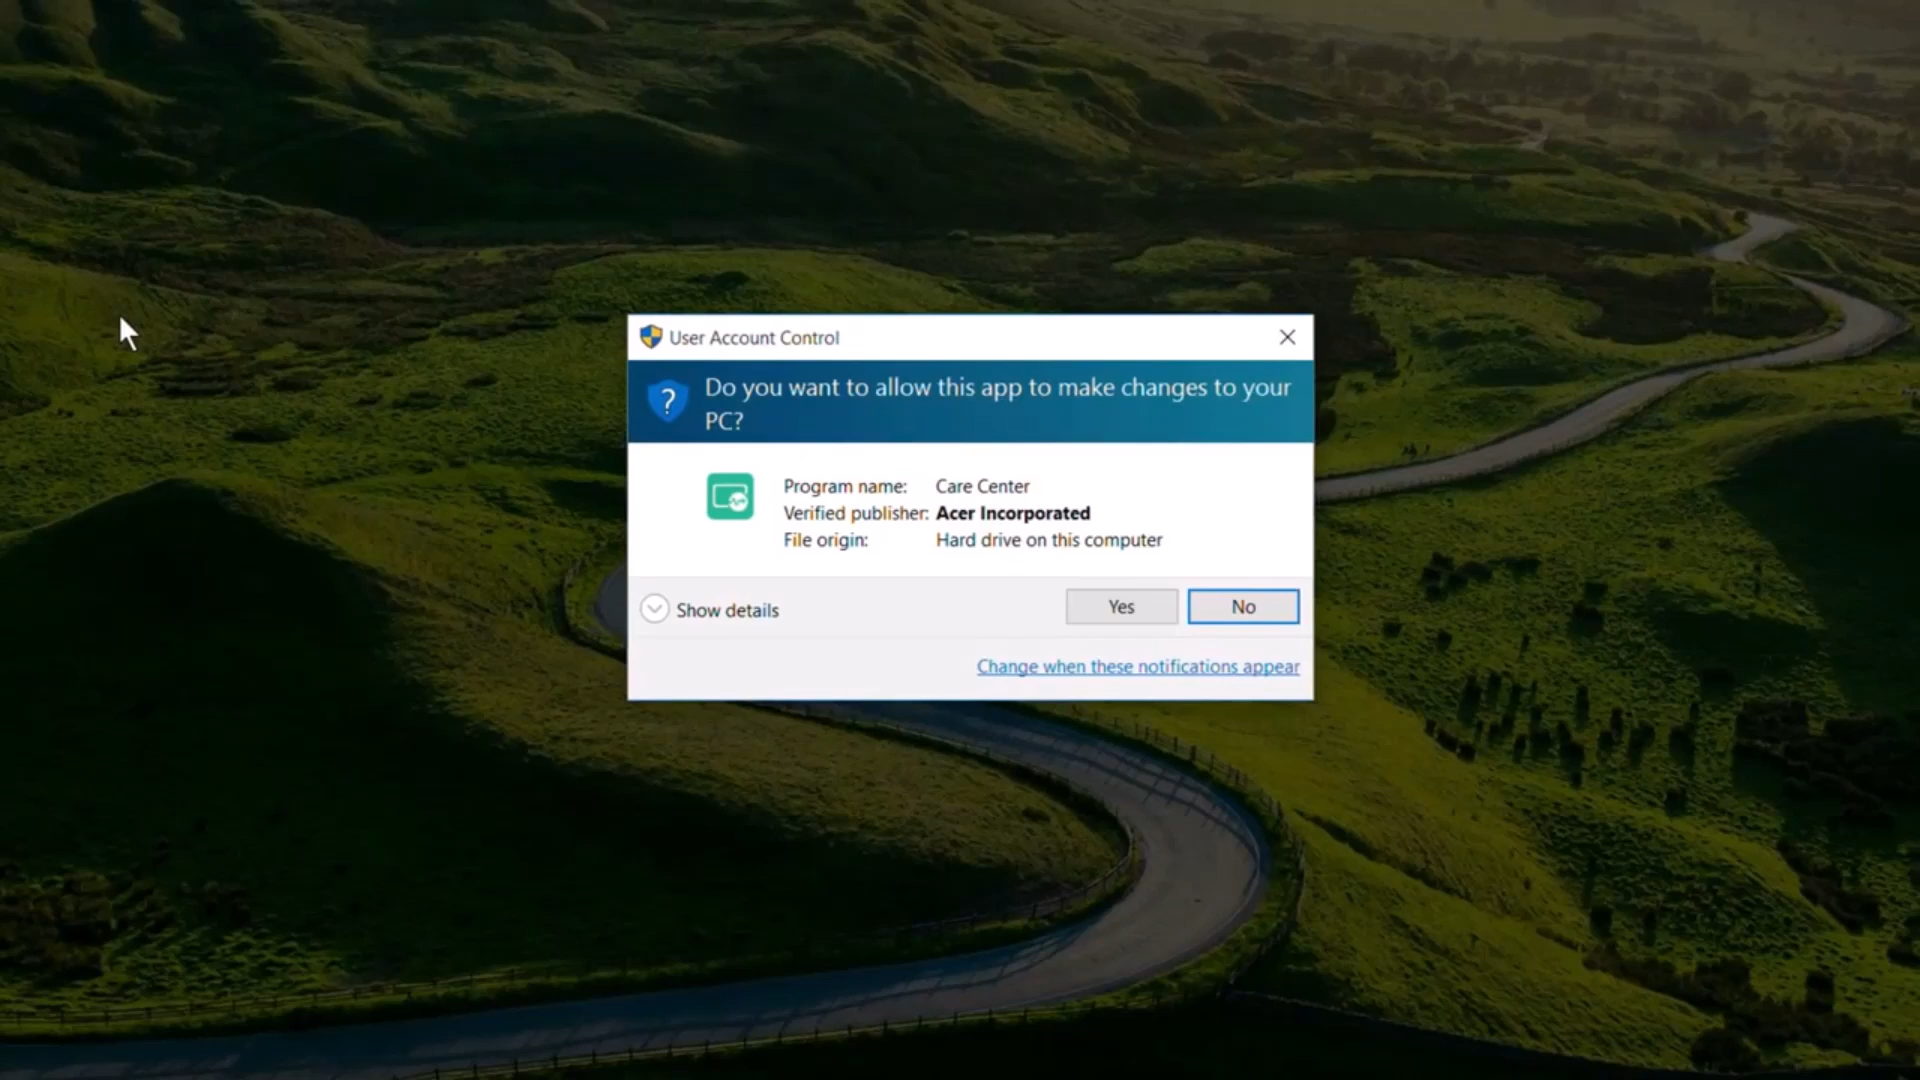 User Account Control
Do you want to allow this app to make changes to your
PC?
Program name: Care Center
Verified publisher: Acer Incorporated
File origin: Hard drive on this computer
Show details
Yes
No
Change when these notifications appear